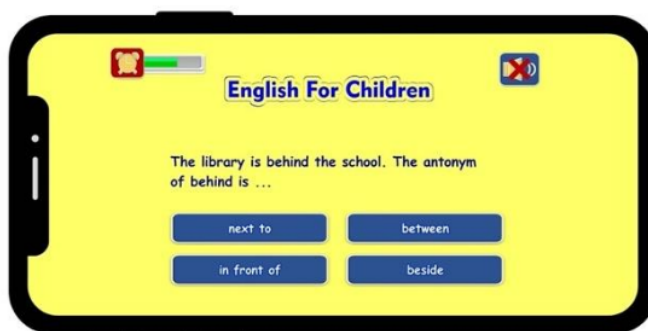 English For Children
The library is behind the school. The antonym
of behind is ...
next to
between
in front of
beside